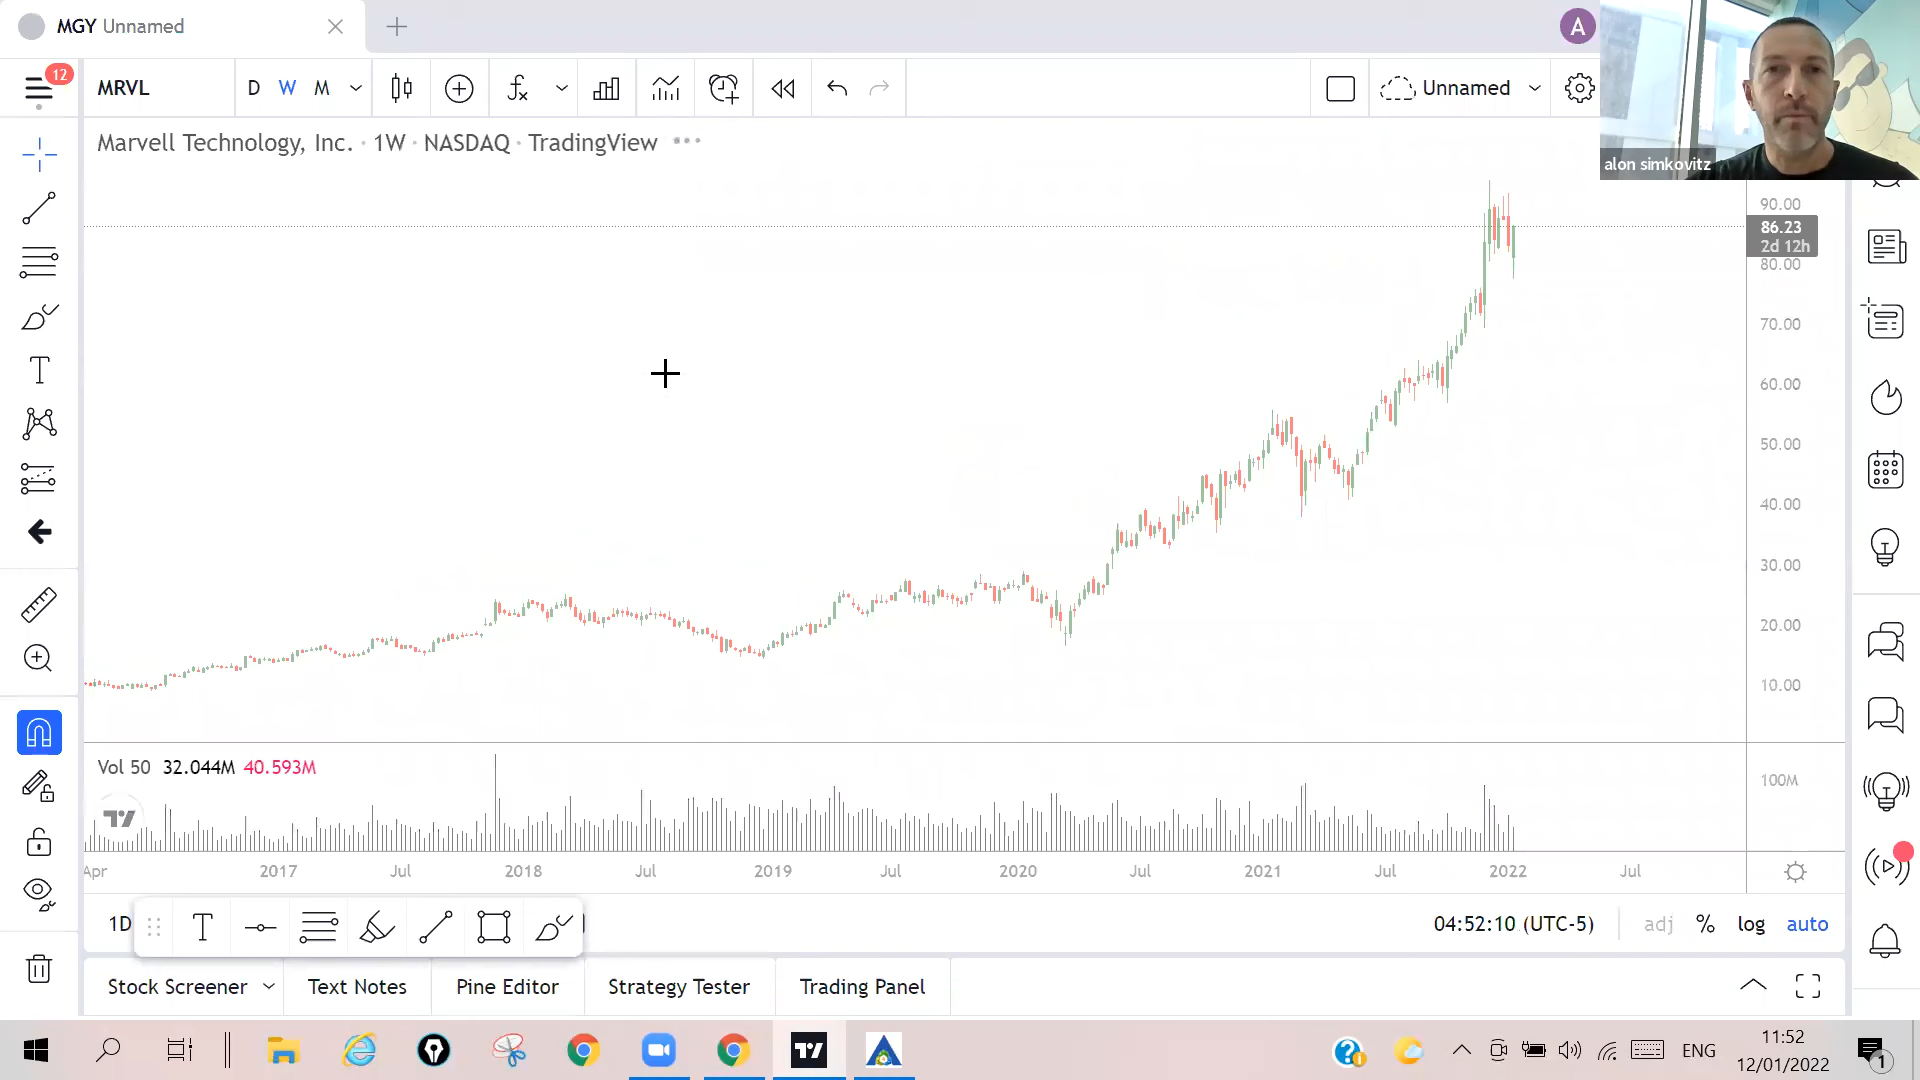 MGY Unnamed
A
12
MRVL
D W M
Unnamed
alon simkovitz
Marvell Technology, Inc. · 1W · NASDAQ · TradingView
90.00
86.23
2d 12h
80.00
70.00
60.00
50.00
40.00
30.00
20.00
10.00
Vol 50 32.044M 40.593M
100M
Apr 2017 Jul 2018 Jul 2019 Jul 2020 Jul 2021 Jul 2022 Jul
1D
04:52:10 (UTC-5) adj % log auto
Stock Screener Text Notes Pine Editor Strategy Tester Trading Panel
ENG
11:52
12/01/2022
1